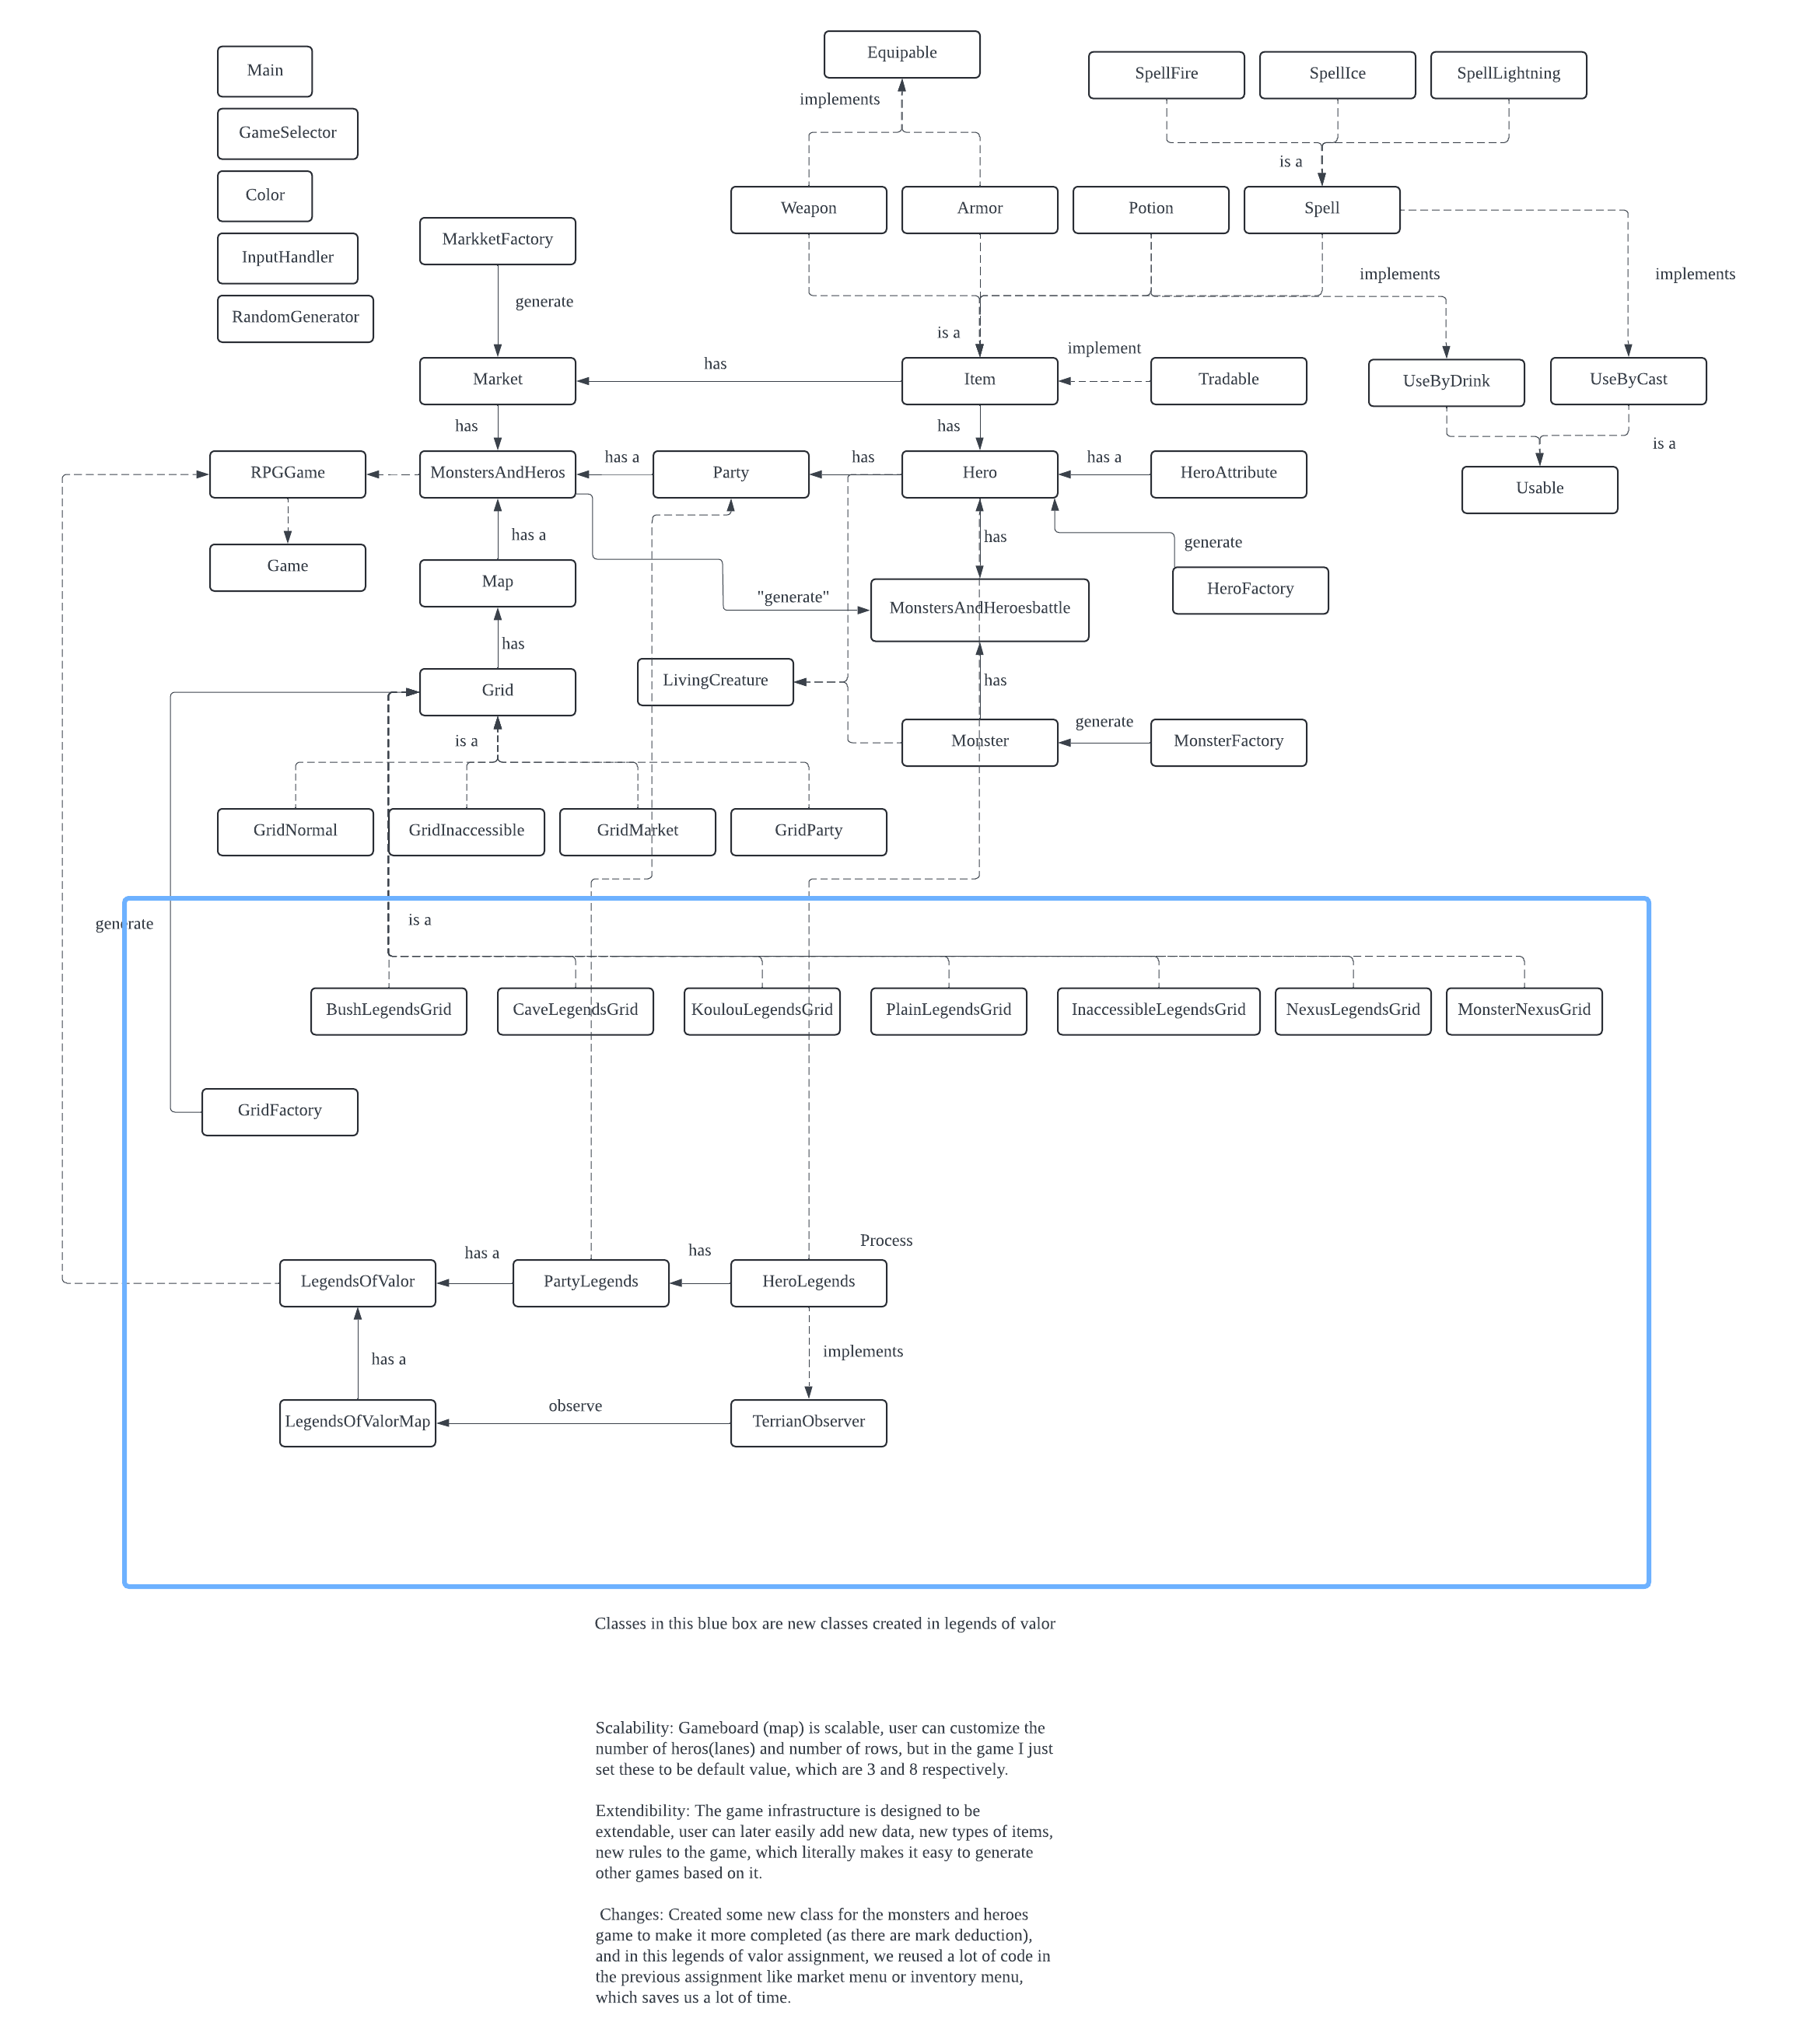 Equipable
SpellFire
SpellIce
SpellLightning
Main
implements
GameSelector
is a
Color
Weapon
Armor
Potion
Spell
MarkketFactory
InputHandler
implements
implements
generate
RandomGenerator
is a
implement
has
Market
Item
Tradable
UseByDrink
UseByCast
has
has
is a
has a
has
has a
RPGGame
MonstersAndHeros
Party
Hero
HeroAttribute
Usable
has a
has
generate
Game
Map
"generate"
MonstersAndHeroesbattle
HeroFactory
has
LivingCreature
has
Grid
generate
is a
Monster
MonsterFactory
GridNormal
GridInaccessible
GridMarket
GridParty
generate
is a
BushLegendsGrid
CaveLegendsGrid
KoulouLegendsGrid
PlainLegendsGrid
InaccessibleLegendsGrid
NexusLegendsGrid
MonsterNexusGrid
GridFactory
Process
has a
has
LegendsOfValor
PartyLegends
HeroLegends
has a
implements
observe
LegendsOfValorMap
TerrianObserver
Classes in this blue box are new classes created in legends of valor
Scalability: Gameboard (map) is scalable, user can customize the
number of heros(lanes) and number of rows, but in the game I just
set these to be default value, which are 3 and 8 respectively.
Extendibility: The game infrastructure is designed to be
extendable, user can later easily add new data, new types of items,
new rules to the game, which literally makes it easy to generate
other games based on it.
Changes: Created some new class for the monsters and heroes
game to make it more completed (as there are mark deduction),
and in this legends of valor assignment, we reused a lot of code in
the previous assignment like market menu or inventory menu,
which saves us a lot of time.